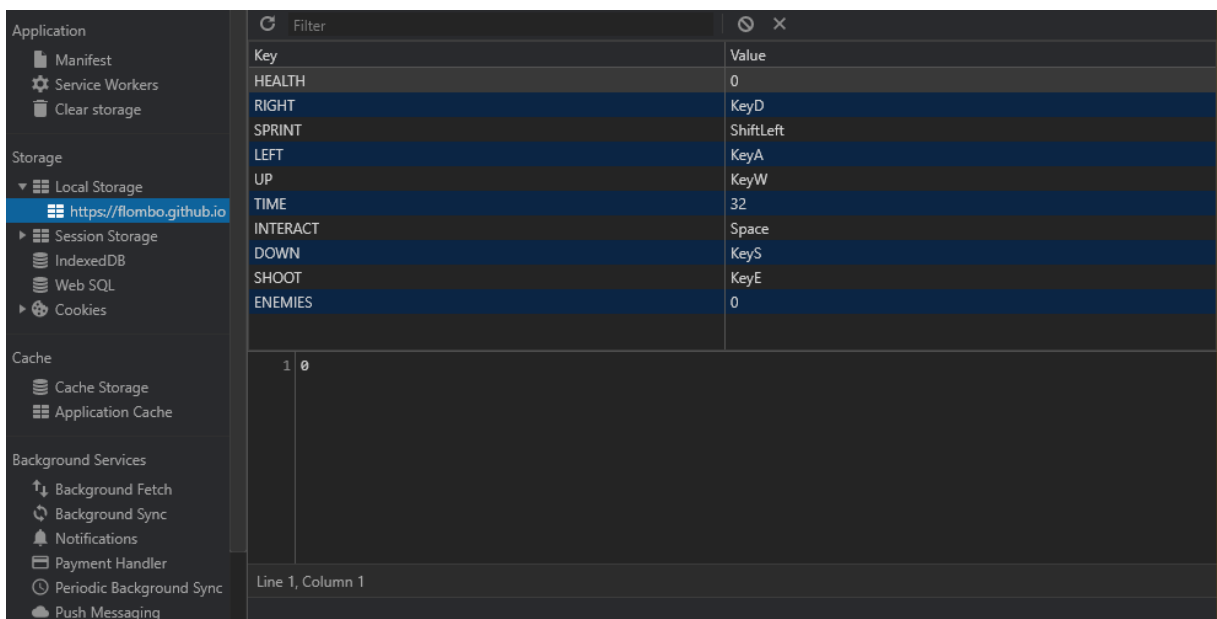 Application
Manifest
Service Workers
Clear storage
Storage
Local Storage
https://flombo.github.io
Session Storage
IndexedDB
Web SQL
Cookies
Cache
Cache Storage
Application Cache
Background Services
Background Fetch
Background Sync
Notifications
Payment Handler
Periodic Background Sync
Push Messaging
Filter
Key Value
HEALTH 0
RIGHT KeyD
SPRINT ShiftLeft
LEFT KeyA
UP KeyW
TIME 32
INTERACT Space
DOWN KeyS
SHOOT KeyE
ENEMIES 0
1 0
Line 1, Column 1